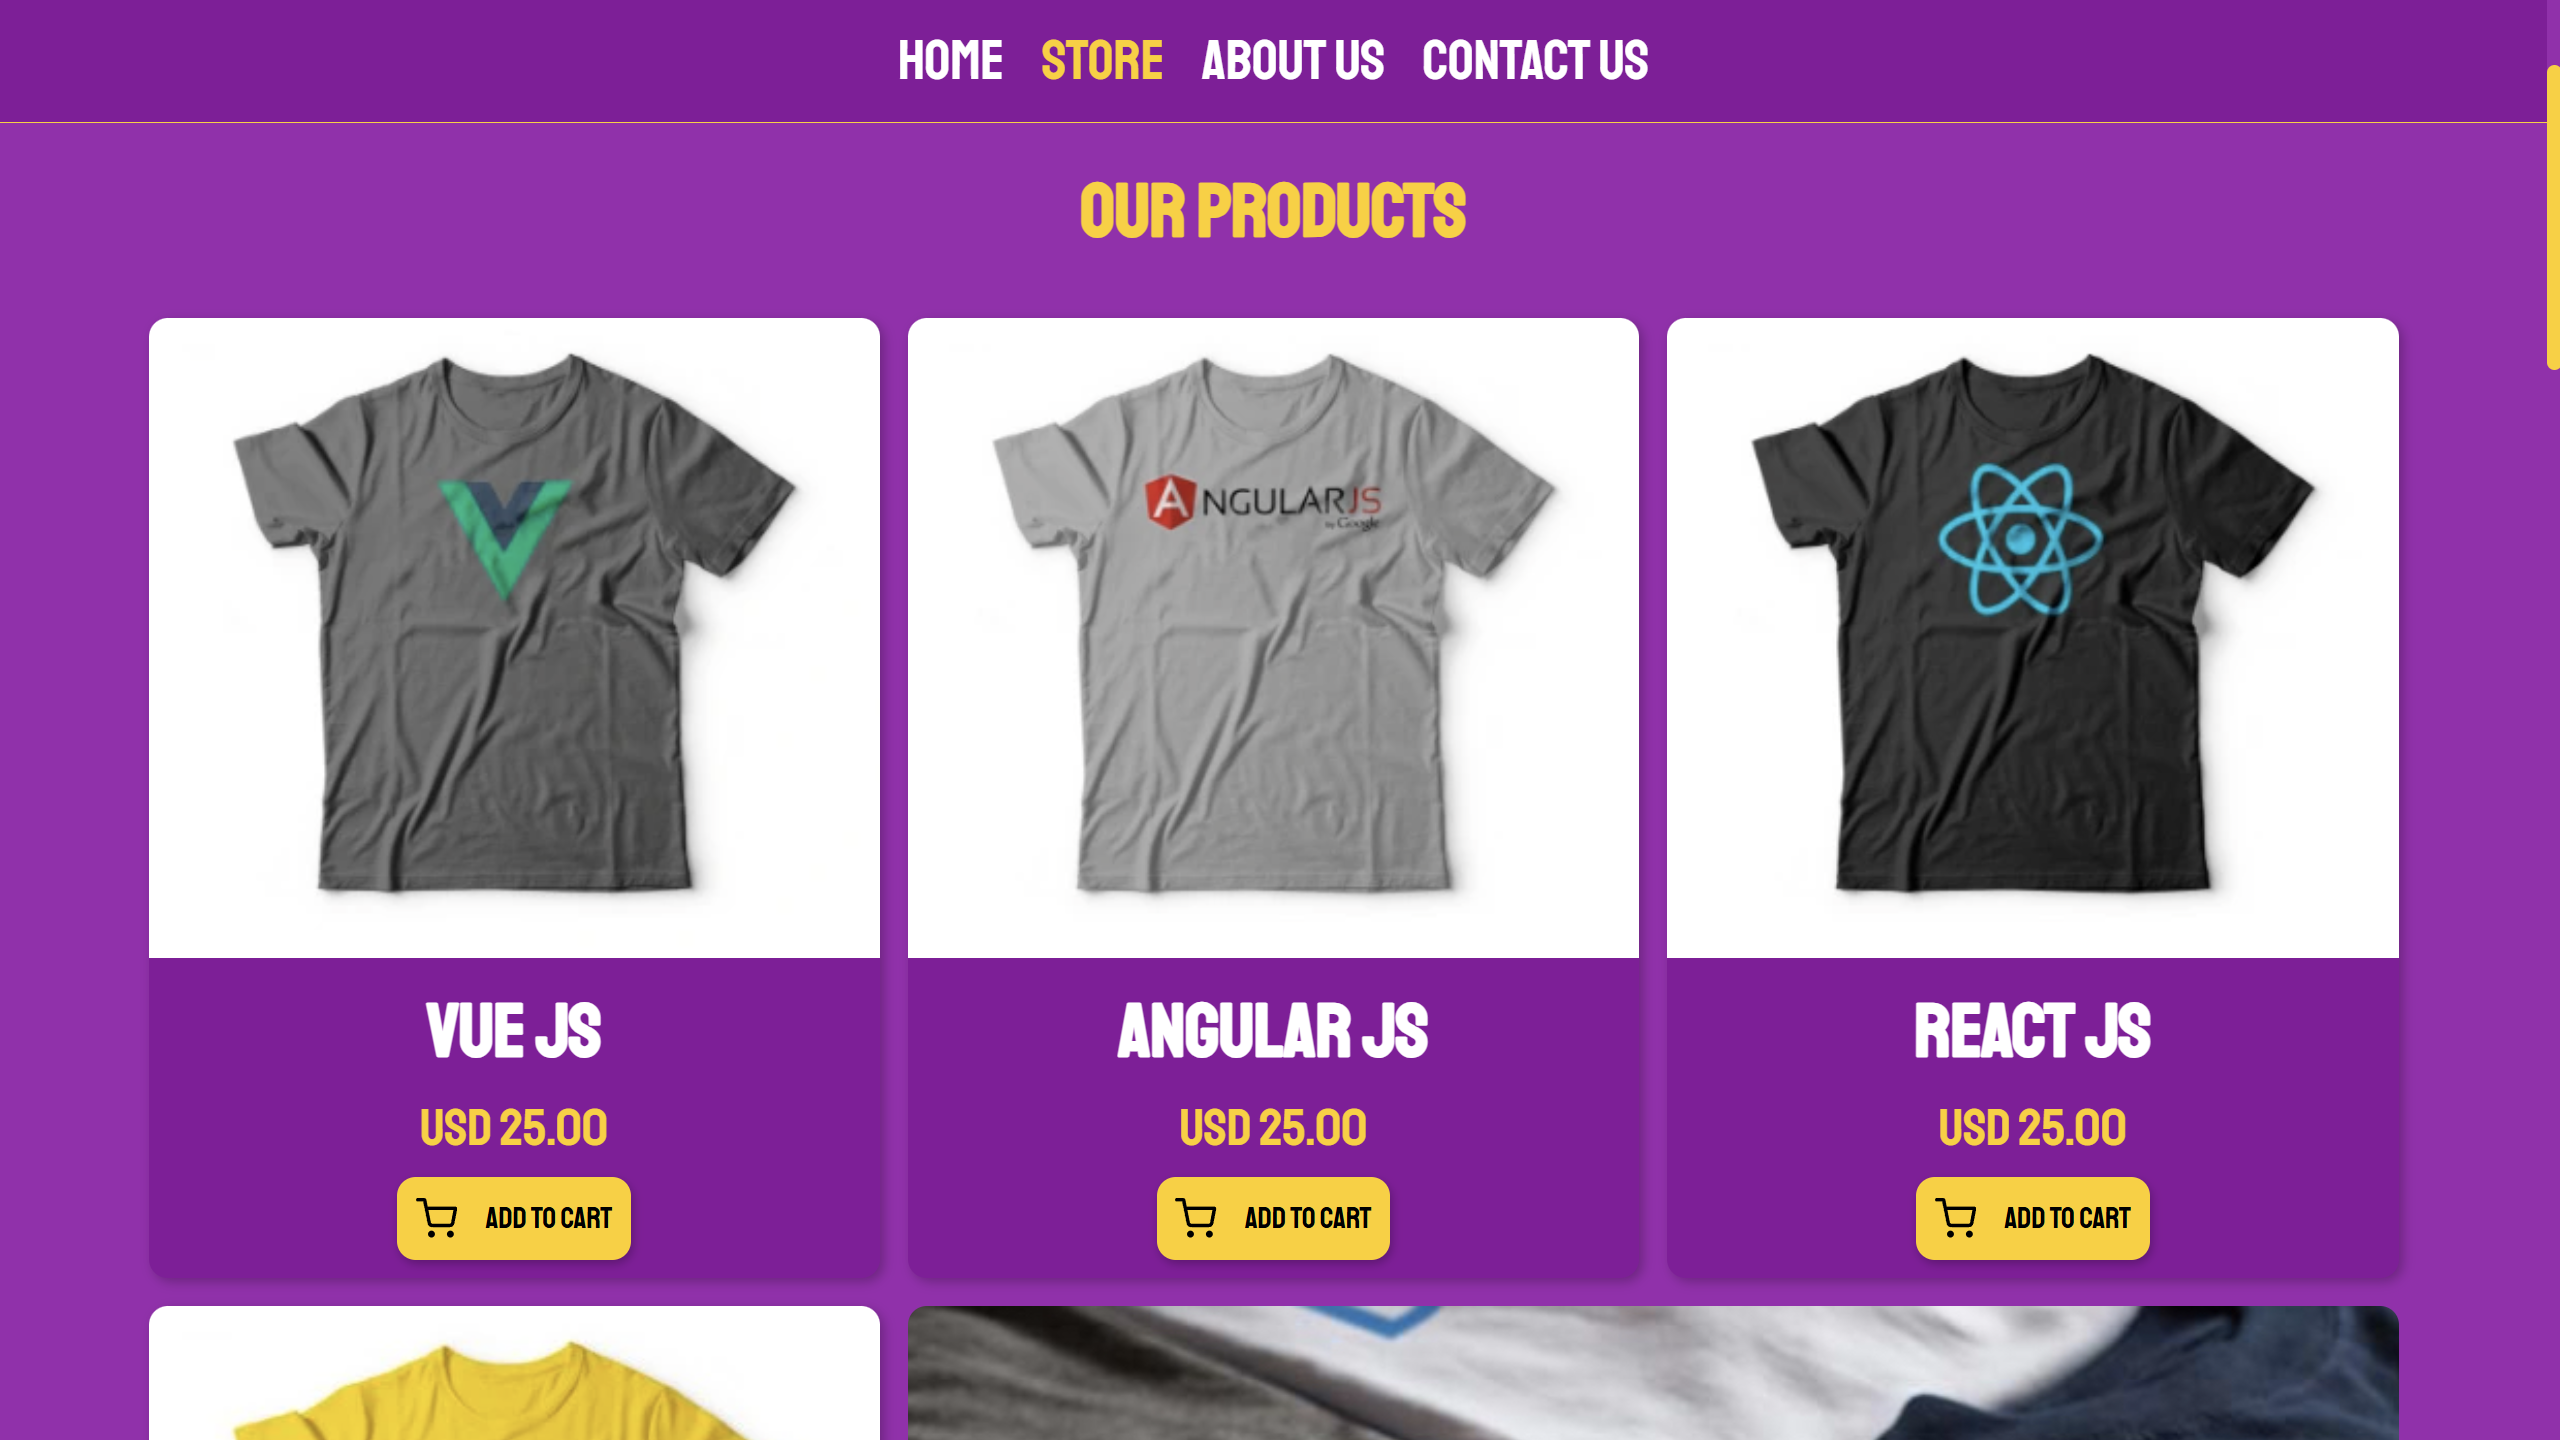 HOME STORE ABOUT US CONTACT US
OUR PRODUCTS
ANGULARJS
by Google
VUE JS
ANGULAR JS
REACT JS
USD 25.00
USD 25.00
USD 25.00
ADD TO CART
ADD TO CART
ADD TO CART